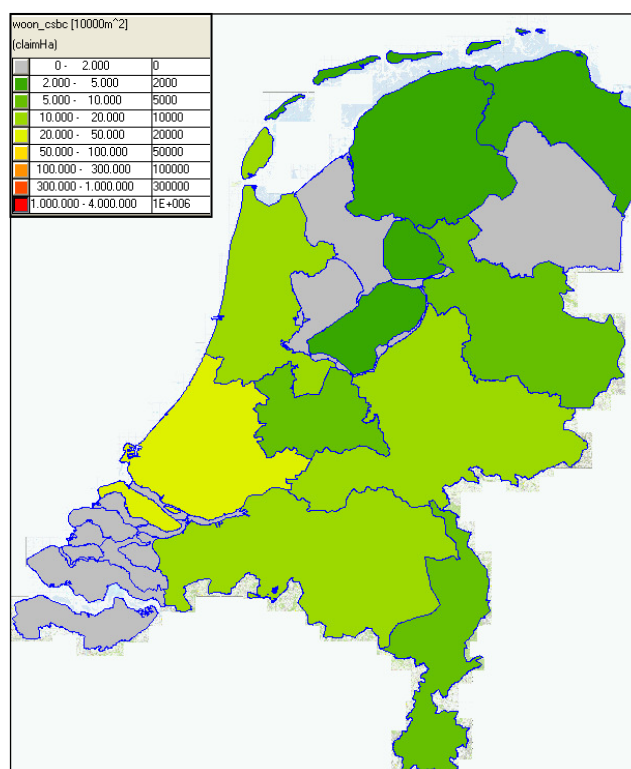 woon_csbc [10000m^2]
(claimHa)
0 - 2.000 0
2.000 - 5.000 2000
5.000 - 10.000 5000
10.000 - 20.000 10000
20.000 - 50.000 20000
50.000 - 100.000 50000
100.000 - 300.000 100000
300.000 - 1.000.000 300000
1.000.000 - 4.000.000 1E+006